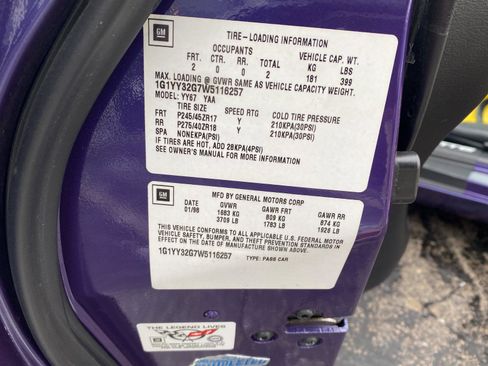 GM
TIRE-LOADING INFORMATION
OCCUPANTS VEHICLE CAP. WT.
FRT. CTR. RR. TOTAL KG LBS
2 0 0 2 181 399
MAX. LOADING @ GVWR SAME AS VEHICLE CAPACITY WEIGHT.
1G1YY32G7W5116257
MODEL: YY67 YAA
TIRE SIZE SPEED RTG COLD TIRE PRESSURE
FRT P245/45ZR17 Y 210KPA(30PSI)
RR P275/40ZR18 Y 210KPA(30PSI)
SPA NONEKPA(PSI)
IF TIRES ARE HOT, ADD 28KPA(4PSI)
SEE OWNER'S MANUAL FOR MORE INFORMATION.
GM
MFD BY GENERAL MOTORS CORP
DATE GVWR GAWR FRT GAWR RR
01/98 1683 KG 809 KG 874 KG
3709 LB 1783 LB 1926 LB
THIS VEHICLE CONFORMS TO ALL APPLICABLE U.S. FEDERAL MOTOR
VEHICLE SAFETY, BUMPER, AND THEFT PREVENTION STANDARDS IN
EFFECT ON THE DATE OF MANUFACTURE SHOWN ABOVE.
1G1YY32G7W5116257 TYPE: PASS CAR
THE LEGEND LIVES